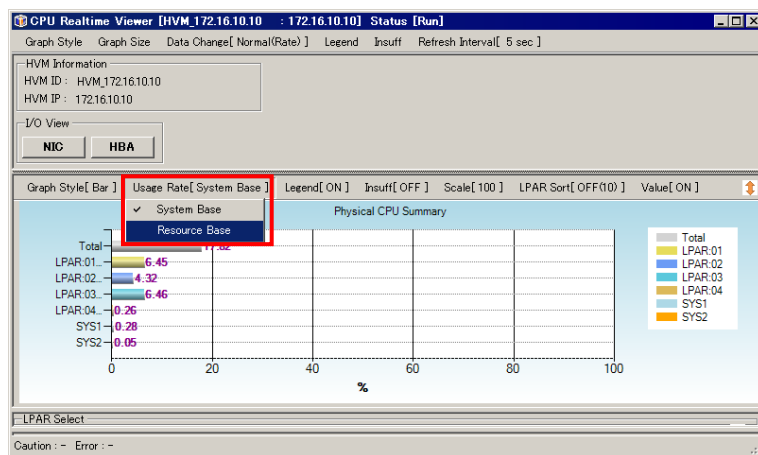 CPU Realtime Viewer [HVM_172.16.10.10 : 172.16.10.10] Status [Run]
Graph Style Graph Size Data Change[ Normal(Rate) ] Legend Insuff Refresh Interval[ 5 sec ]
HVM Information
HVM ID : HVM_172.16.10.10
HVM IP : 172.16.10.10
I/O View
NIC HBA
Graph Style[ Bar ] Usage Rate[ System Base ] Legend[ ON ] Insuff[ OFF ] Scale[ 100 ] LPAR Sort[ OFF(10) ] Value[ ON ]
System Base
Resource Base
Physical CPU Summary
Total
LPAR:01_ 6.45
LPAR:02_ 4.32
LPAR:03_ 6.46
LPAR:04_ 0.26
SYS1 0.28
SYS2 0.05
0 20 40 60 80 100
%
Total
LPAR:01
LPAR:02
LPAR:03
LPAR:04
SYS1
SYS2
LPAR Select
Caution : - Error : -